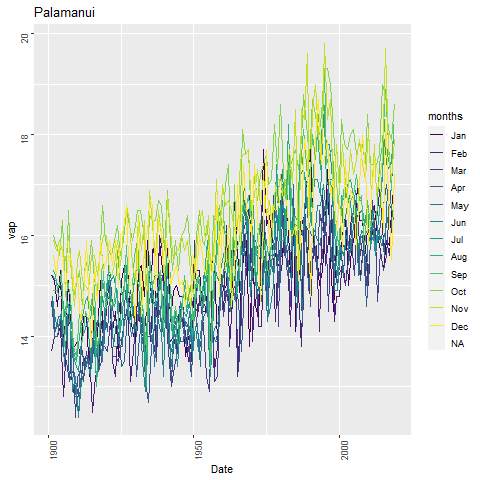 Palamanui
vap
20
18
16
14
1900
1950
2000
Date
months
Jan
Feb
Mar
Apr
May
Jun
Jul
Aug
Sep
Oct
Nov
Dec
NA